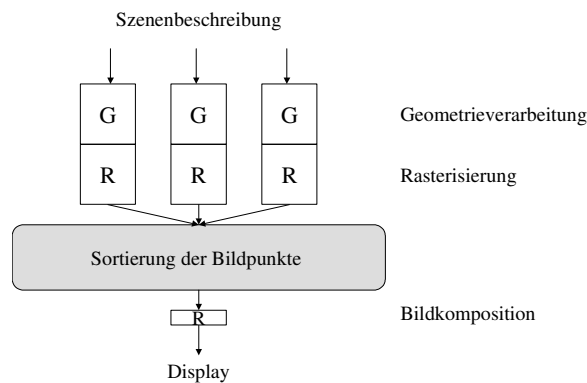 Szenenbeschreibung
G G G Geometrieverarbeitung
R R R Rasterisierung
Sortierung der Bildpunkte
R Bildkomposition
Display